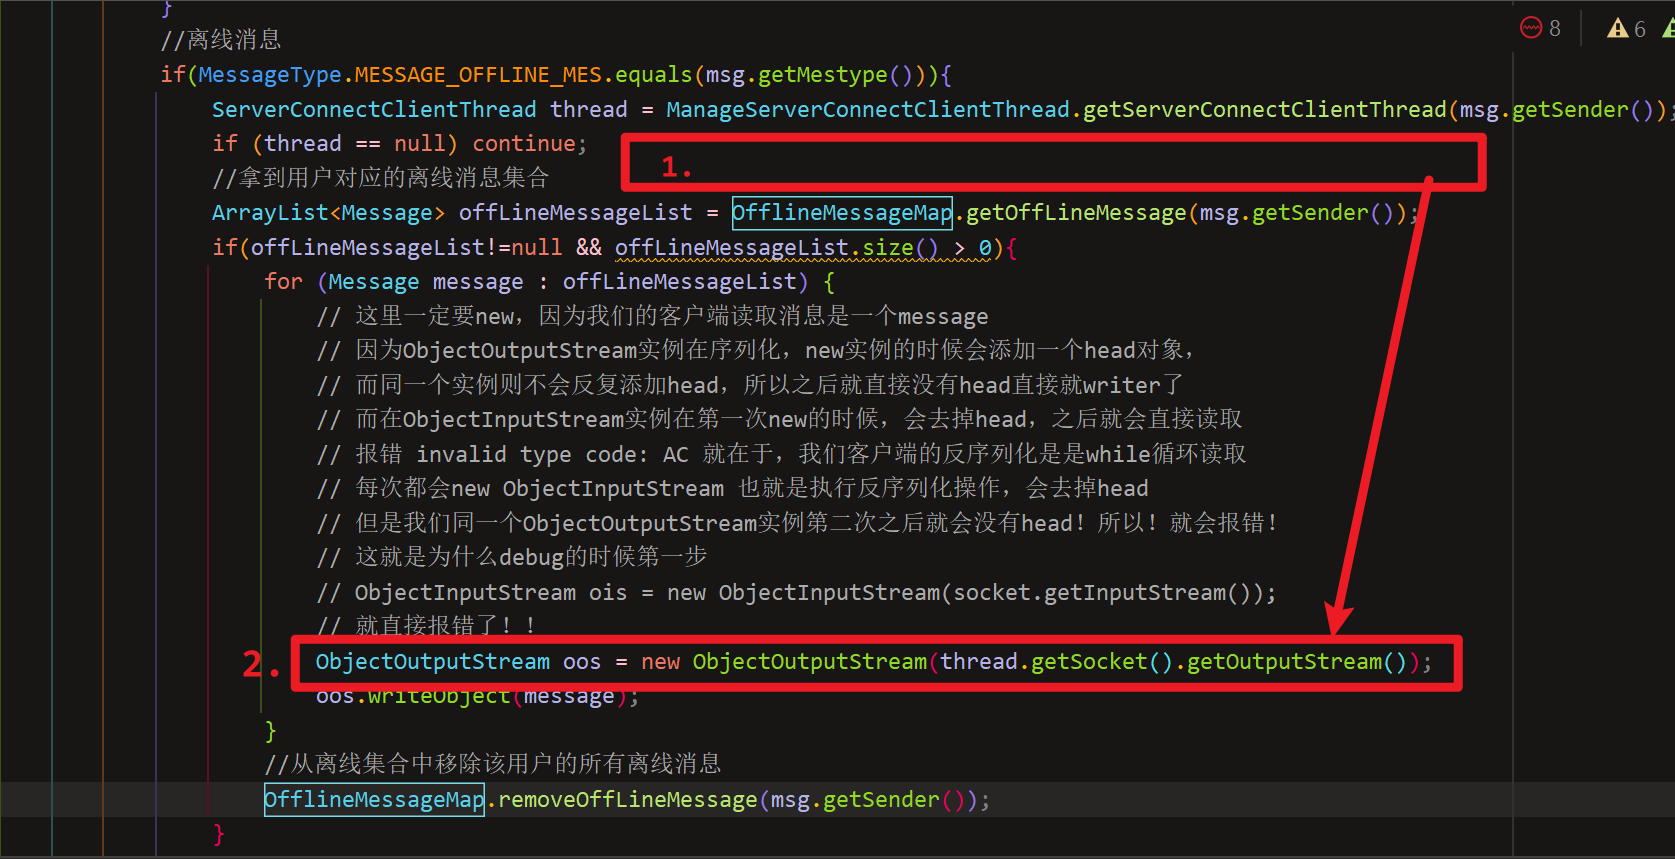 }
//离线消息
8 6
if(MessageType.MESSAGE_OFFLINE_MES.equals(msg.getMestype())){
ServerConnectClientThread thread = ManageServerConnectClientThread.getServerConnectClientThread(msg.getSender());
if (thread == null) continue;
1.
//拿到用户对应的离线消息集合
ArrayList<Message> offLineMessageList = OfflineMessageMap.getOffLineMessage(msg.getSender());
if(offLineMessageList!=null && offLineMessageList.size() > 0){
for (Message message : offLineMessageList) {
// 这里一定要new，因为我们的客户端读取消息是一个message
// 因为ObjectOutputStream实例在序列化，new实例的时候会添加一个head对象，
// 而同一个实例则不会反复添加head，所以之后就直接没有head直接就writer了
// 而在ObjectInputStream实例在第一次new的时候，会去掉head，之后就会直接读取
// 报错 invalid type code: AC 就在于，我们客户端的反序列化是是while循环读取
// 每次都会new ObjectInputStream 也就是执行反序列化操作，会去掉head
// 但是我们同一个ObjectOutputStream实例第二次之后就会没有head！所以！就会报错！
// 这就是为什么debug的时候第一步
// ObjectInputStream ois = new ObjectInputStream(socket.getInputStream());
// 就直接报错了！！
2. ObjectOutputStream oos = new ObjectOutputStream(thread.getSocket().getOutputStream());
oos.writeObject(message);
}
//从离线集合中移除该用户的所有离线消息
OfflineMessageMap.removeOffLineMessage(msg.getSender());
}